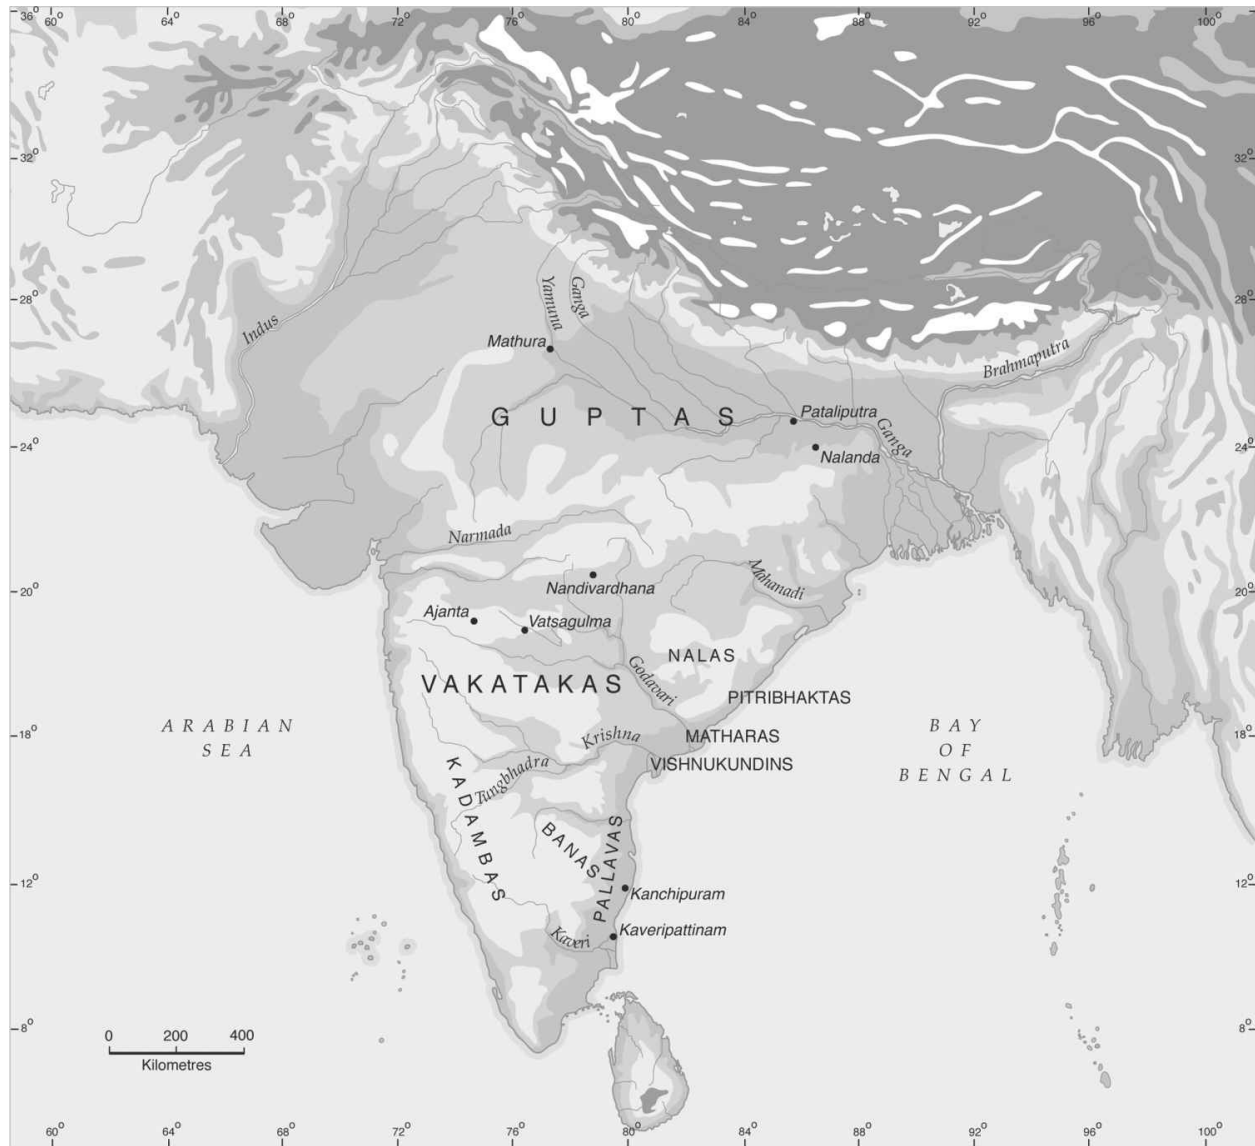 36°
60°
64°
68°
72°
76°
80°
84°
88°
92°
96°
100°
32°
32°
28°
28°
Indus
Yamuna
Ganga
Mathura
Brahmaputra
GUPTAS
Pataliputra
Ganga
24°
24°
Nalanda
Narmada
20°
20°
Nandivardhana
Mahanadi
Ajanta
Vatsagulma
NALAS
VAKATAKAS
Godavari
PITRIBHAKTAS
ARABIAN
SEA
BAY
OF
BENGAL
18°
18°
Krishna
MATHARAS
VISHNUKUNDINS
KADAMBAS
Tungbhadra
BANAS
PALLAVAS
12°
12°
Kanchipuram
Kaveri
Kaveripattinam
8°
8°
0 200 400
Kilometres
60°
64°
68°
72°
76°
80°
84°
88°
92°
96°
100°